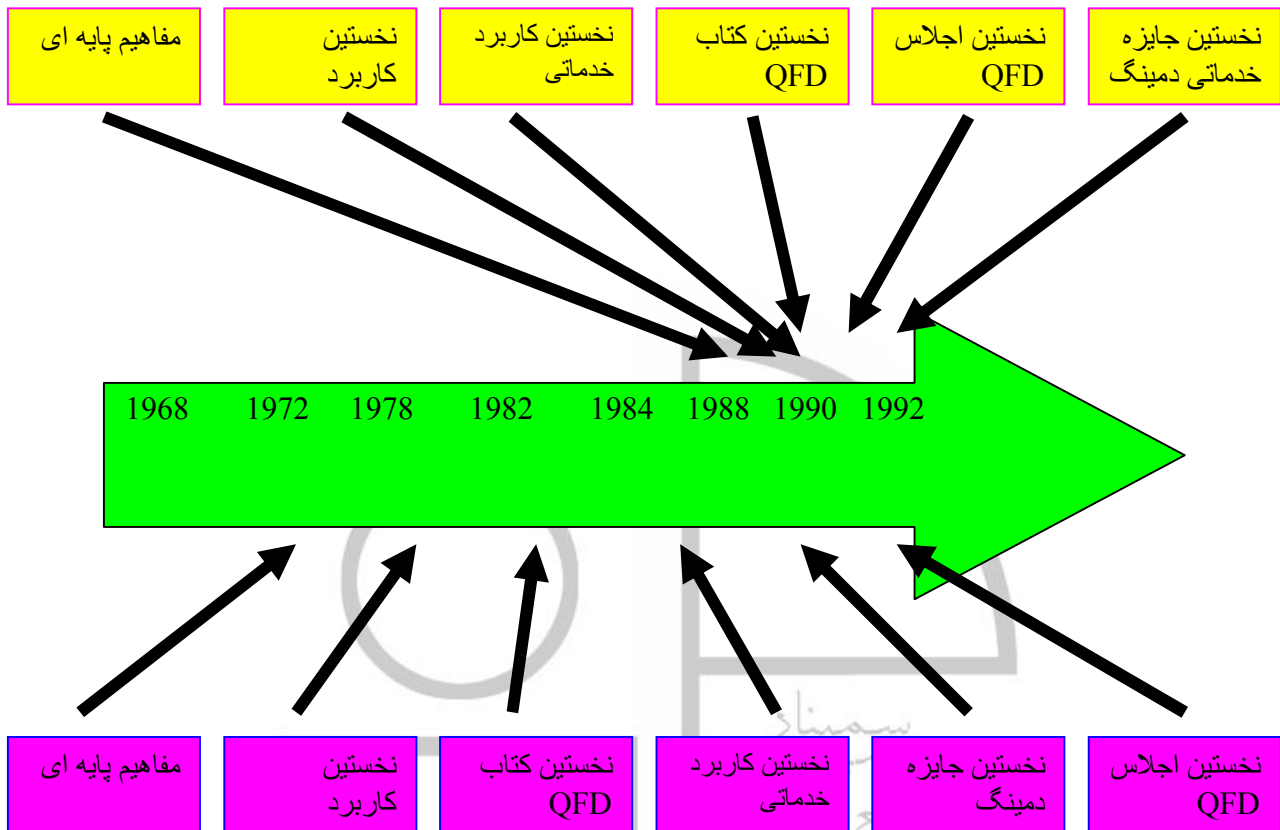 مفاهیم پایه ای
نخستین
کاربرد
نخستین کاربرد
خدماتی
نخستین کتاب
QFD
نخستین اجلاس
QFD
نخستین جایزه
خدماتی دمینگ
1968 1972 1978 1982 1984 1988 1990 1992
سمینار
مفاهیم پایه ای
نخستین
کاربرد
نخستین کتاب
QFD
نخستین کاربرد
خدماتی
نخستین جایزه
دمینگ
نخستین اجلاس
QFD